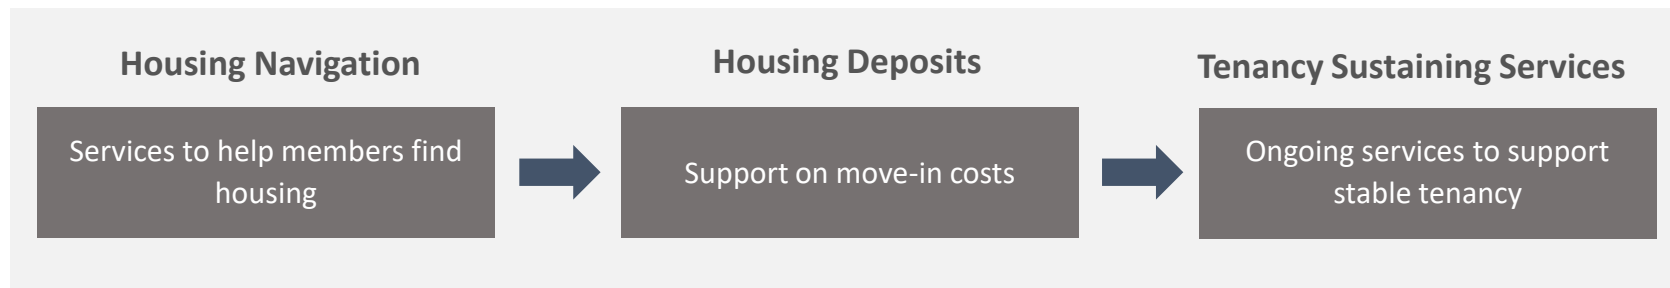 Housing Navigation
Services to help members find
housing
Housing Deposits
Support on move-in costs
Tenancy Sustaining Services
Ongoing services to support
stable tenancy